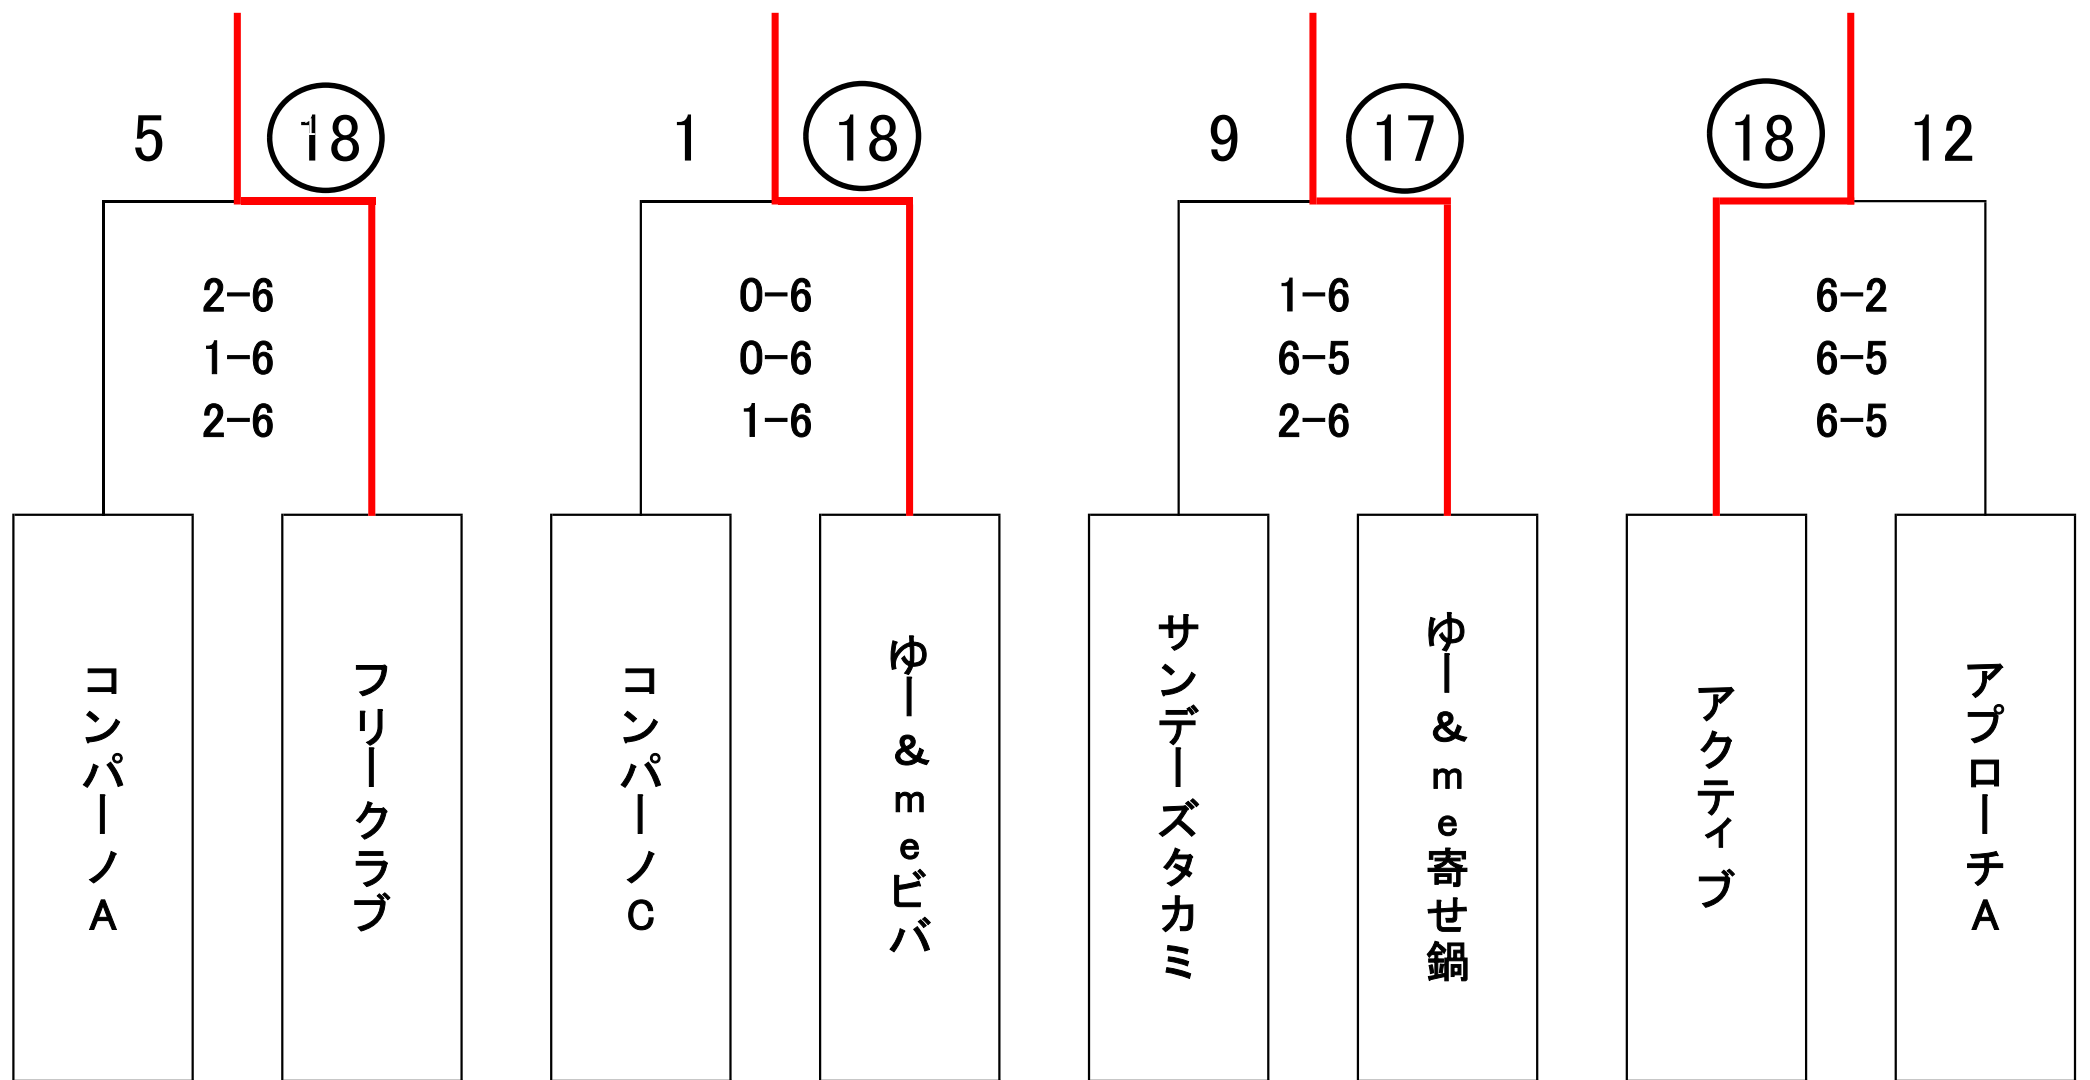 5 18 1 18 9 17 18 12
2-6 0-6 1-6 6-2
1-6 0-6 6-5 6-5
2-6 1-6 2-6 6-5
コンパーノA
フリークラブ
コンパーノC
ゆー&meビバ
サンデーズタカミ
ゆー&me寄せ鍋
アクティブ
アプローチA